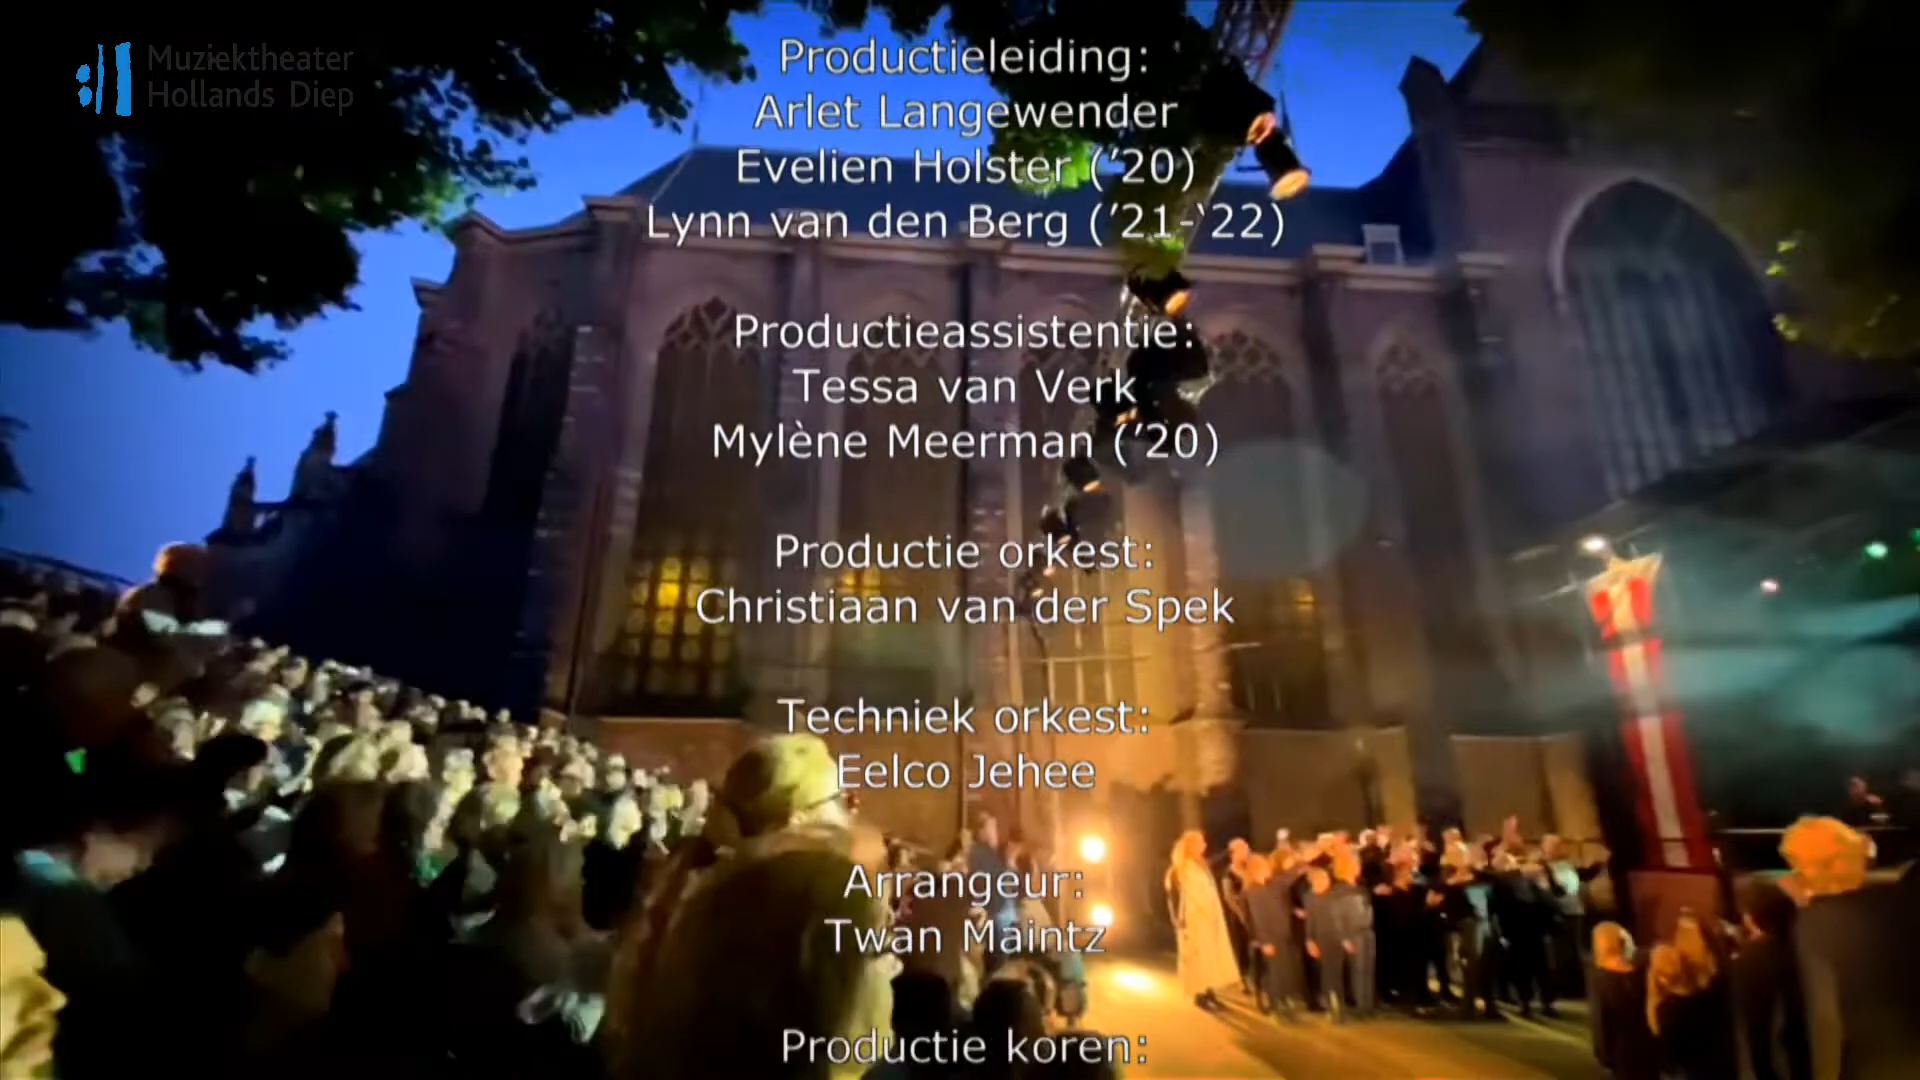 Muziektheater
Hollands Diep
Productieleiding:
Arlet Langewender
Evelien Holster (’20)
Lynn van den Berg (’21-‘22)
Productieassistentie:
Tessa van Verk
Mylène Meerman (’20)
Productie orkest:
Christiaan van der Spek
Techniek orkest:
Eelco Jehee
Arrangeur:
Twan Maintz
Productie koren: